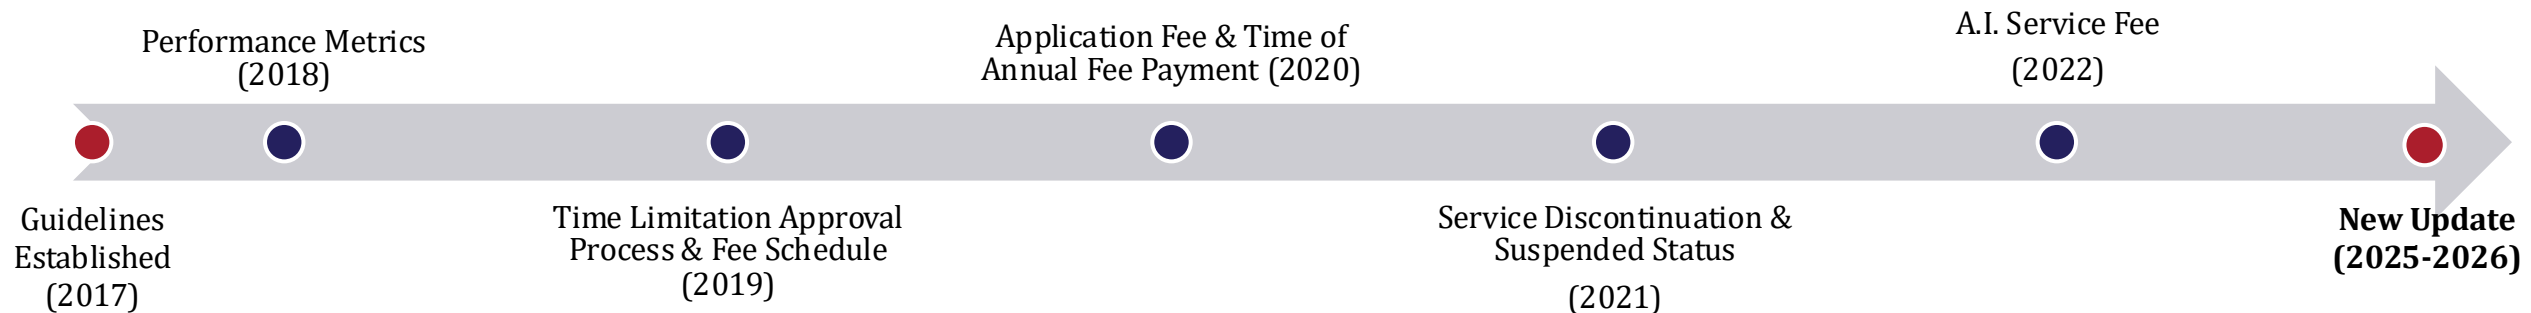 Guidelines
Established
(2017)
Performance Metrics
(2018)
Time Limitation Approval
Process & Fee Schedule
(2019)
Application Fee & Time of
Annual Fee Payment (2020)
Service Discontinuation &
Suspended Status
(2021)
A.I. Service Fee
(2022)
New Update
(2025-2026)